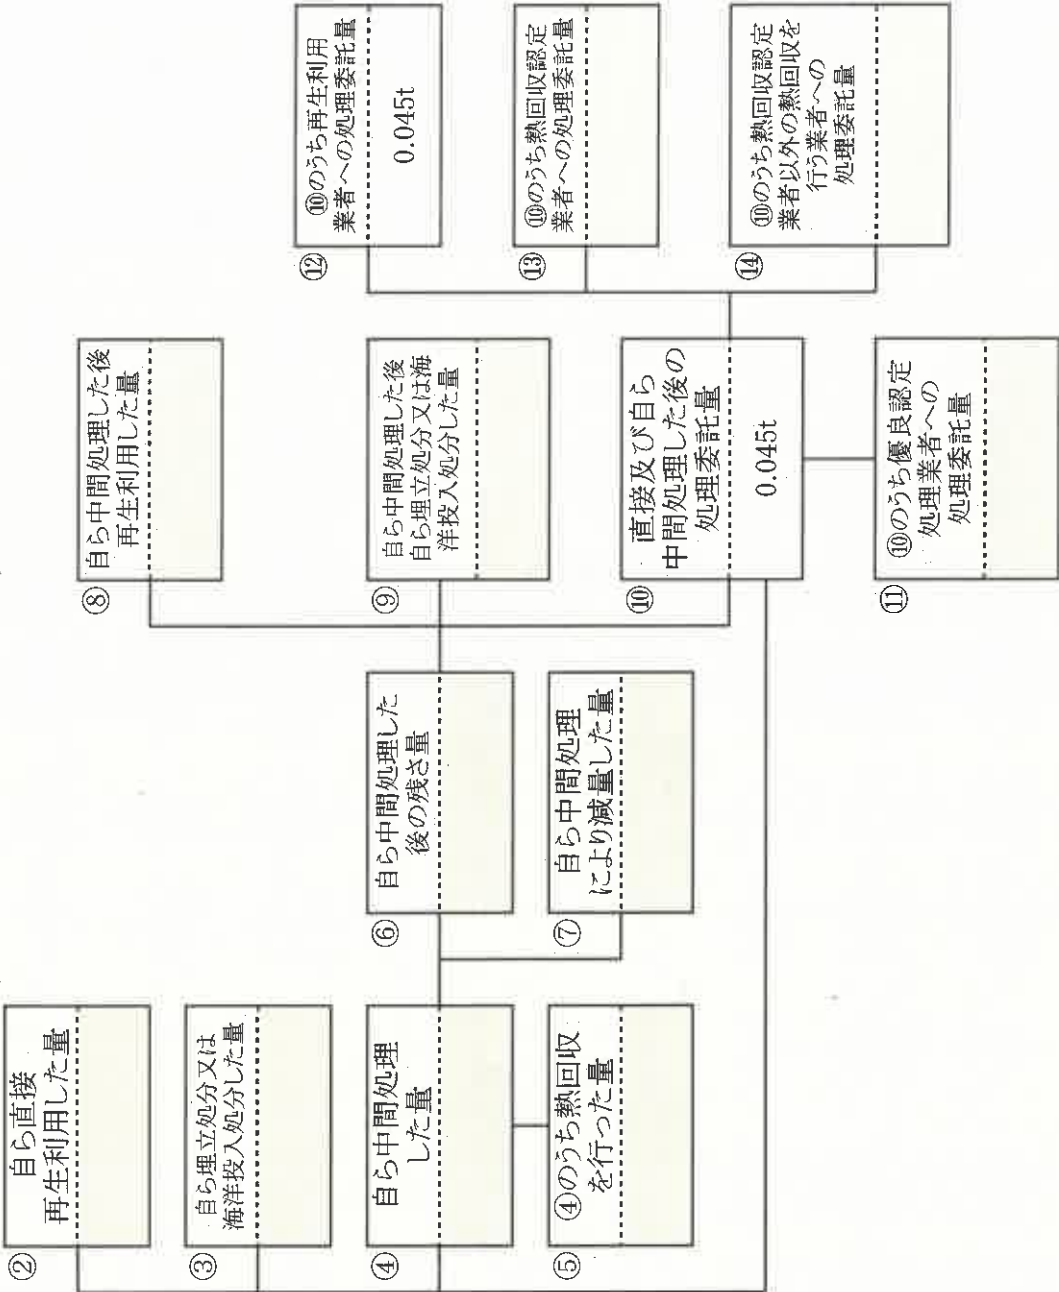 ②
自ら直接
再生利用した量
③
自ら埋立処分又は
海洋投入処分した量
④
自ら中間処理
した量
⑤
④のうち熱回収
を行った量
⑥
自ら中間処理した
後の残さ量
⑦
自ら中間処理
により減量した量
⑧
自ら中間処理した後
再生利用した量
⑨
自ら中間処理した後
自ら埋立処分又は海
洋投入処分した量
⑩
直接及び自ら
中間処理した後の
処理委託量
0.045t
⑪
⑩のうち優良認定
処理業者への
処理委託量
⑫
⑩のうち再生利用
業者への処理委託量
0.045t
⑬
⑩のうち熱回収認定
業者への処理委託量
⑭
⑩のうち熱回収認定
業者以外の熱回収を
行う業者への
処理委託量